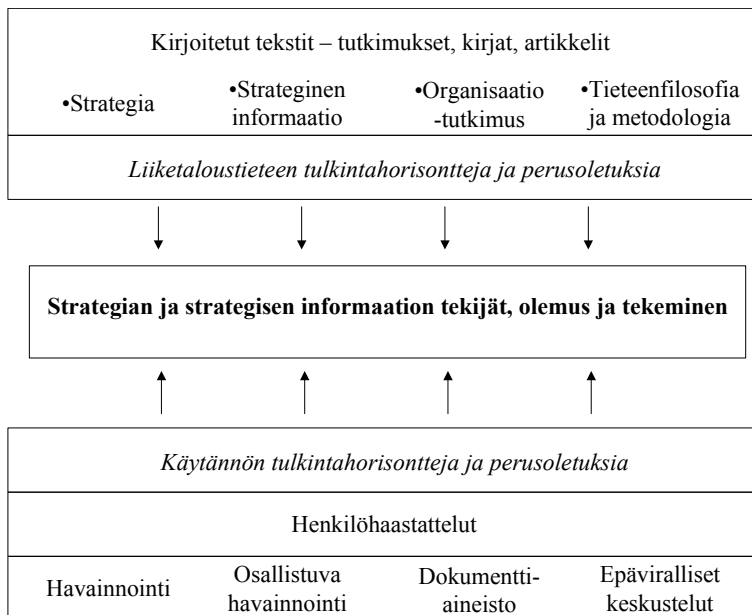 Kirjoitetut tekstit – tutkimukset, kirjat, artikkelit
•Strategia
•Strateginen
informaatio
•Organisaatio
-tutkimus
•Tieteenfilosofia
ja metodologia
Liiketaloustieteen tulkintahorisontteja ja perusoletuksia
Strategian ja strategisen informaation tekijät, olemus ja tekeminen
Käytännön tulkintahorisontteja ja perusoletuksia
Henkilöhaastattelut
Havainnointi
Osallistuva
havainnointi
Dokumentti-
aineisto
Epäviralliset
keskustelut